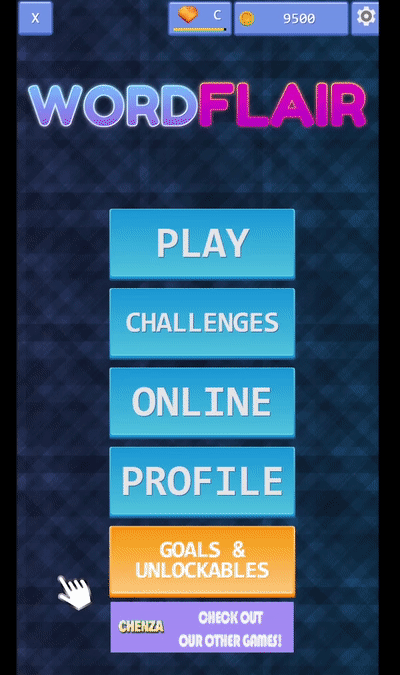 X
C
9500
WORDFLAIR
PLAY
CHALLENGES
ONLINE
PROFILE
GOALS &
UNLOCKABLES
CHENZA
CHECK OUT
OUR OTHER GAMES!